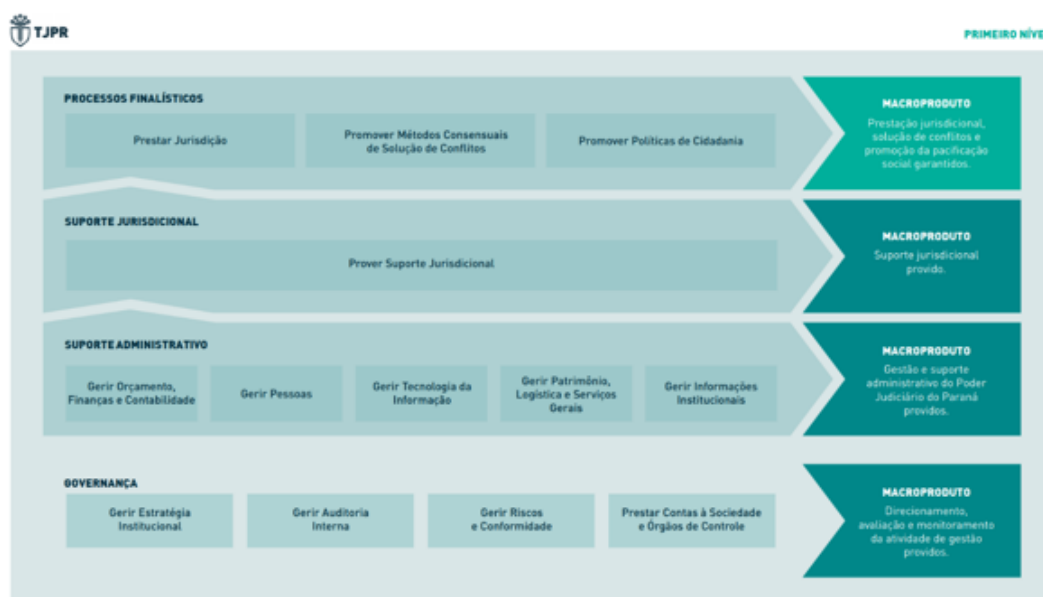 TJPR
PRIMEIRO NÍVE
PROCESSOS FINALÍSTICOS
Prestar Jurisdição
Promover Métodos Consensuais
de Solução de Conflitos
Promover Políticas de Cidadania
MACROPRODUTO
Prestação jurisdicional,
solução de conflitos e
promoção da pacificação
social garantidos.
SUPORTE JURISDICIONAL
Prover Suporte Jurisdicional
MACROPRODUTO
Suporte jurisdicional
provido.
SUPORTE ADMINISTRATIVO
Gerir Orçamento,
Finanças e Contabilidade
Gerir Pessoas
Gerir Tecnologia da
Informação
Gerir Patrimônio,
Logística e Serviços
Gerais
Gerir Informações
Institucionais
MACROPRODUTO
Gestão e suporte
administrativo do Poder
Judiciário do Paraná
providos.
GOVERNANÇA
Gerir Estratégia
Institucional
Gerir Auditoria
Interna
Gerir Riscos
e Conformidade
Prestar Contas à Sociedade
e Órgãos de Controle
MACROPRODUTO
Direcionamento,
avaliação e monitoramento
da atividade de gestão
providos.